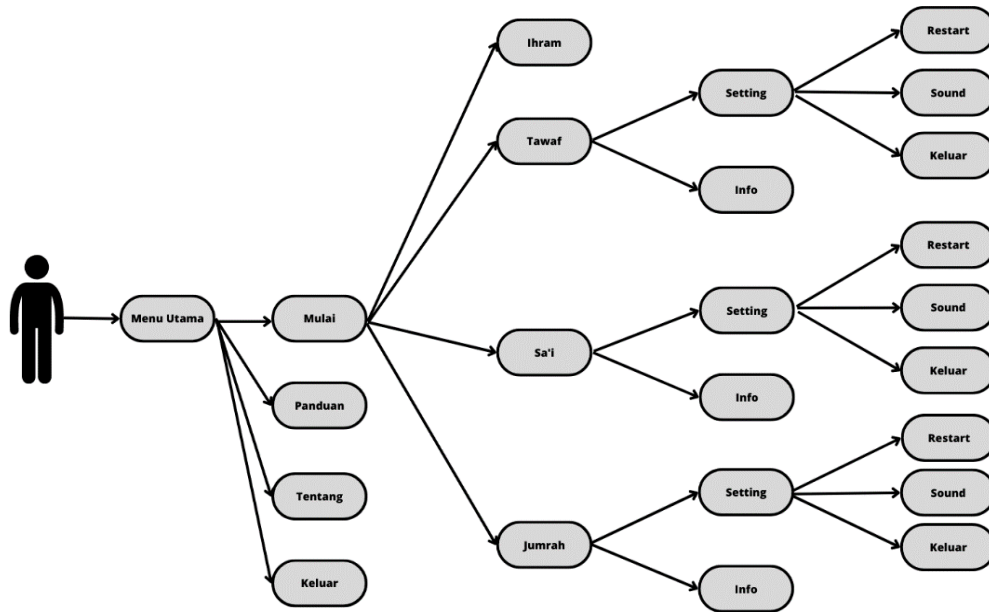 Menu Utama
Mulai
Panduan
Tentang
Keluar
Ihram
Tawaf
Sa'i
Jumrah
Setting
Info
Setting
Info
Setting
Info
Restart
Sound
Keluar
Restart
Sound
Keluar
Restart
Sound
Keluar